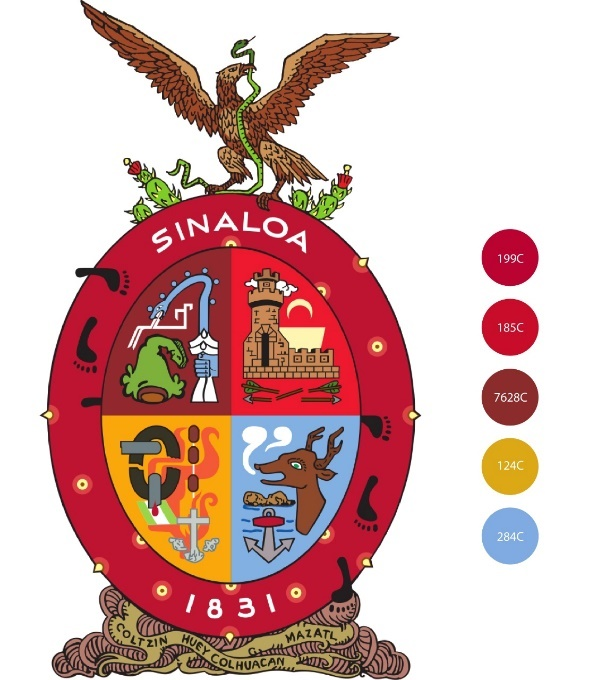 SINALOA
199C
185C
7628C
124C
284C
1831
COLTZIN HUEY COLHUACAN MAZATL